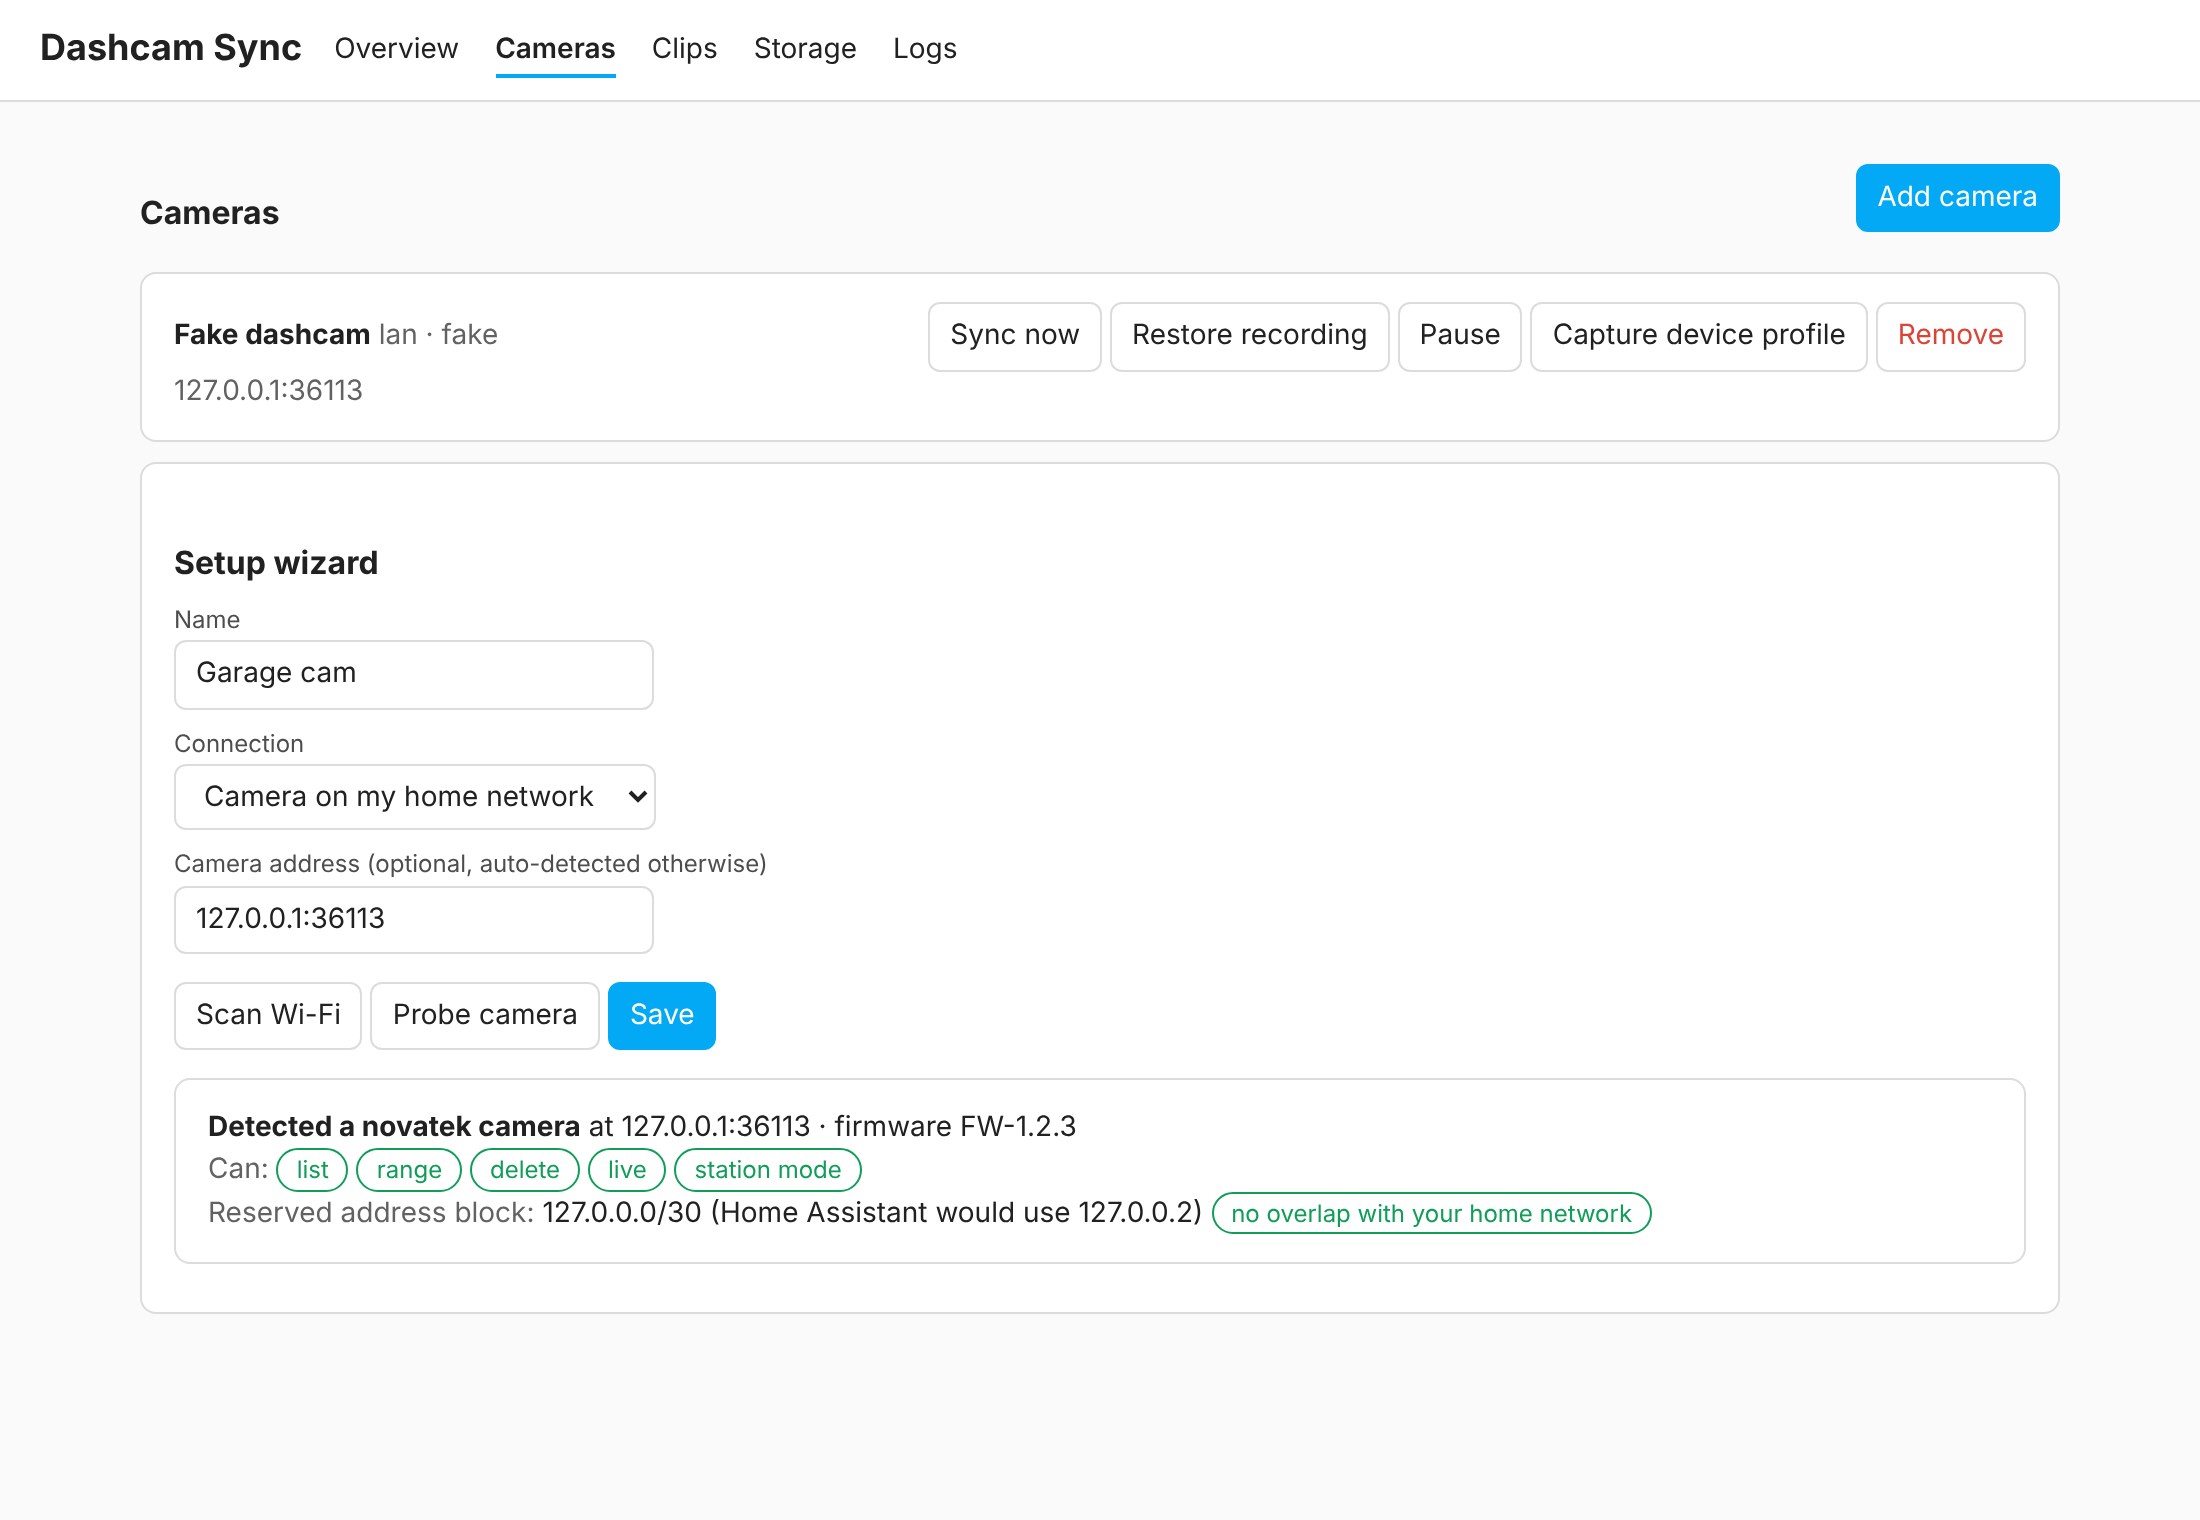 Dashcam Sync Overview Cameras Clips Storage Logs
Cameras
Add camera
Fake dashcam lan · fake
127.0.0.1:36113
Sync now Restore recording Pause Capture device profile Remove
Setup wizard
Name
Garage cam
Connection
Camera on my home network
Camera address (optional, auto-detected otherwise)
127.0.0.1:36113
Scan Wi-Fi Probe camera Save
Detected a novatek camera at 127.0.0.1:36113 · firmware FW-1.2.3
Can: list range delete live station mode
Reserved address block: 127.0.0.0/30 (Home Assistant would use 127.0.0.2) no overlap with your home network